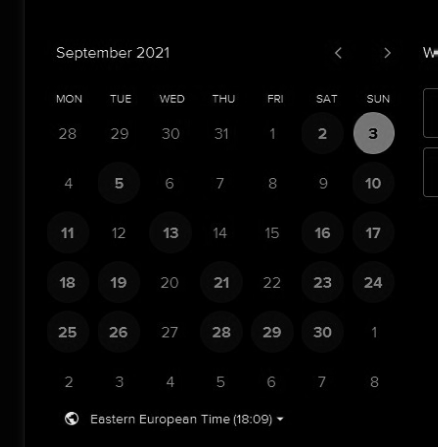 September 2021
MON TUE WED THU FRI SAT SUN
28 29 30 31 1 2 3
4 5 6 7 8 9 10
11 12 13 14 15 16 17
18 19 20 21 22 23 24
25 26 27 28 29 30 1
2 3 4 5 6 7 8
Eastern European Time (18:09)